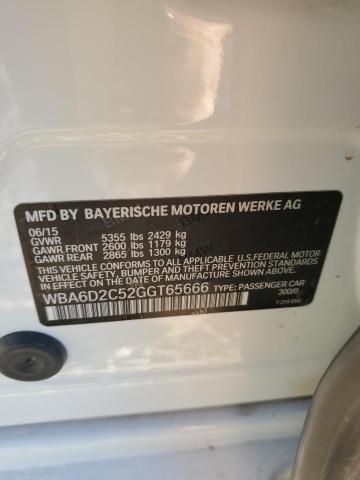 MFD BY BAYERISCHE MOTOREN WERKE AG
06/15
GVWR 5355 lbs 2429 kg
GAWR FRONT 2600 lbs 1179 kg
GAWR REAR 2865 lbs 1300 kg
THIS VEHICLE CONFORMS TO ALL APPLICABLE U.S.FEDERAL MOTOR
VEHICLE SAFETY, BUMPER AND THEFT PREVENTION
STANDARDS IN EFFECT ON THE DATE OF MANUFACTURE SHOWN ABOVE.
WBA6D2C52GGT65666 TYPE: PASSENGER CAR
300/0